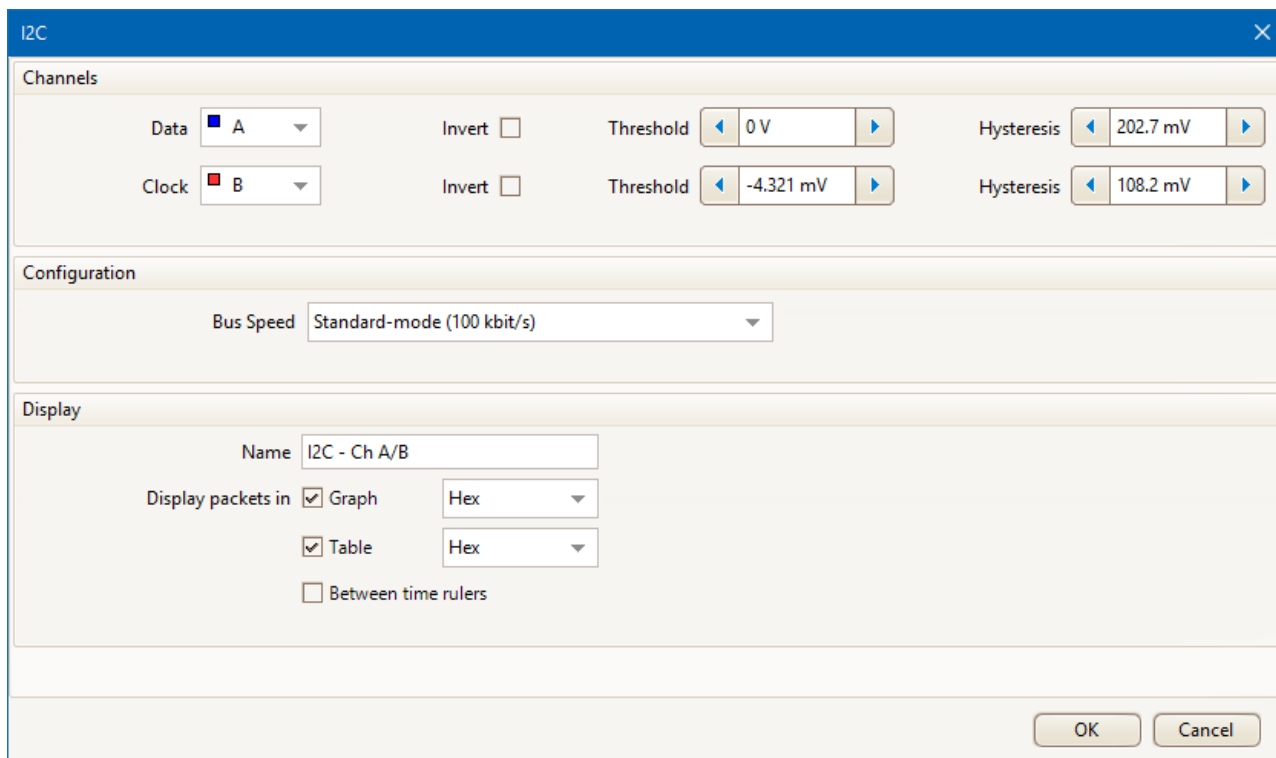 I2C
Channels
Data A Invert Threshold 0 V Hysteresis 202.7 mV
Clock B Invert Threshold -4.321 mV Hysteresis 108.2 mV
Configuration
Bus Speed Standard-mode (100 kbit/s)
Display
Name I2C - Ch A/B
Display packets in Graph Hex
Table Hex
Between time rulers
OK Cancel